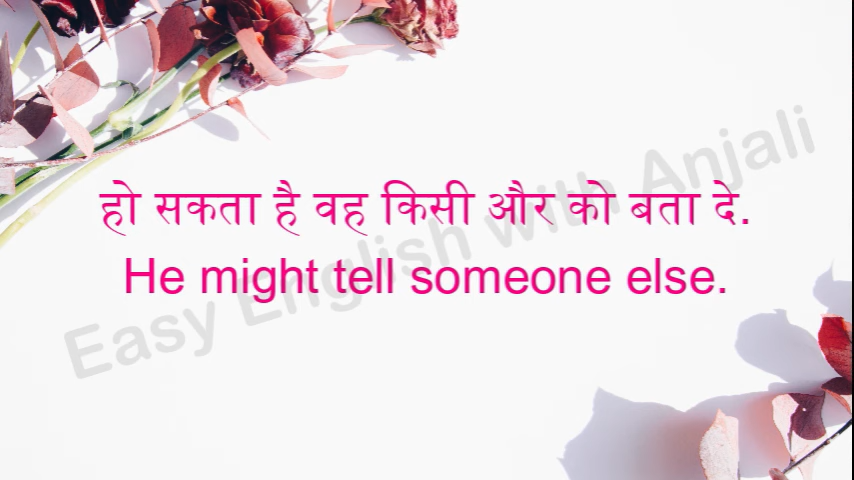 हो सकता है वह किसी और को बता दे.
He might tell someone else.
Easy English with Anjali